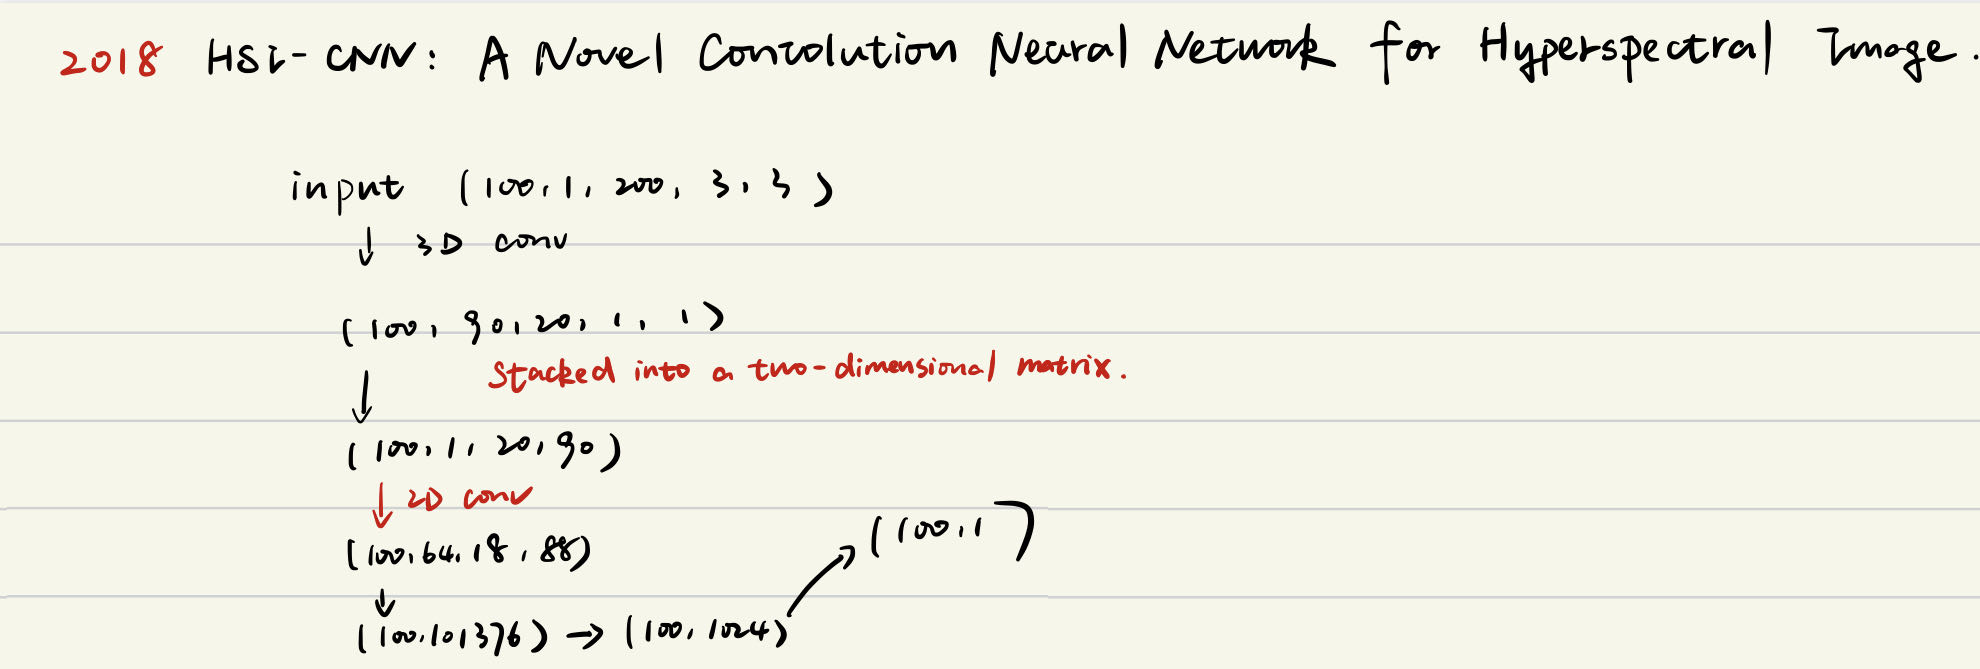 2018 HSI-CNN: A Novel Convolution Neural Network for Hyperspectral Image.
input (100, 1, 200, 3, 3)
↓ 3D conv
(100, 90, 20, 1, 1)
↓ Stacked into a two-dimensional matrix.
(100, 1, 20, 90)
↓ 2D conv
(100, 64, 18, 88)
↓
(100, 101376) → (100, 1024)
(100, 1)